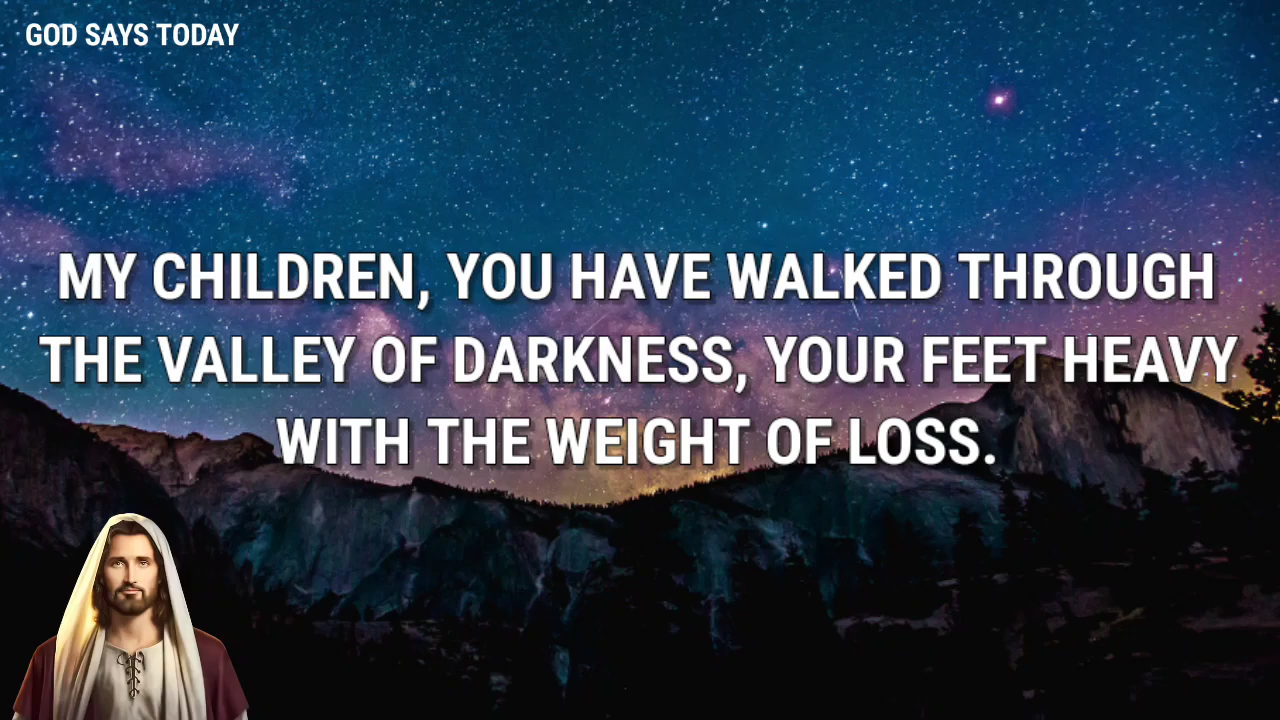 GOD SAYS TODAY
MY CHILDREN, YOU HAVE WALKED THROUGH
THE VALLEY OF DARKNESS, YOUR FEET HEAVY
WITH THE WEIGHT OF LOSS.